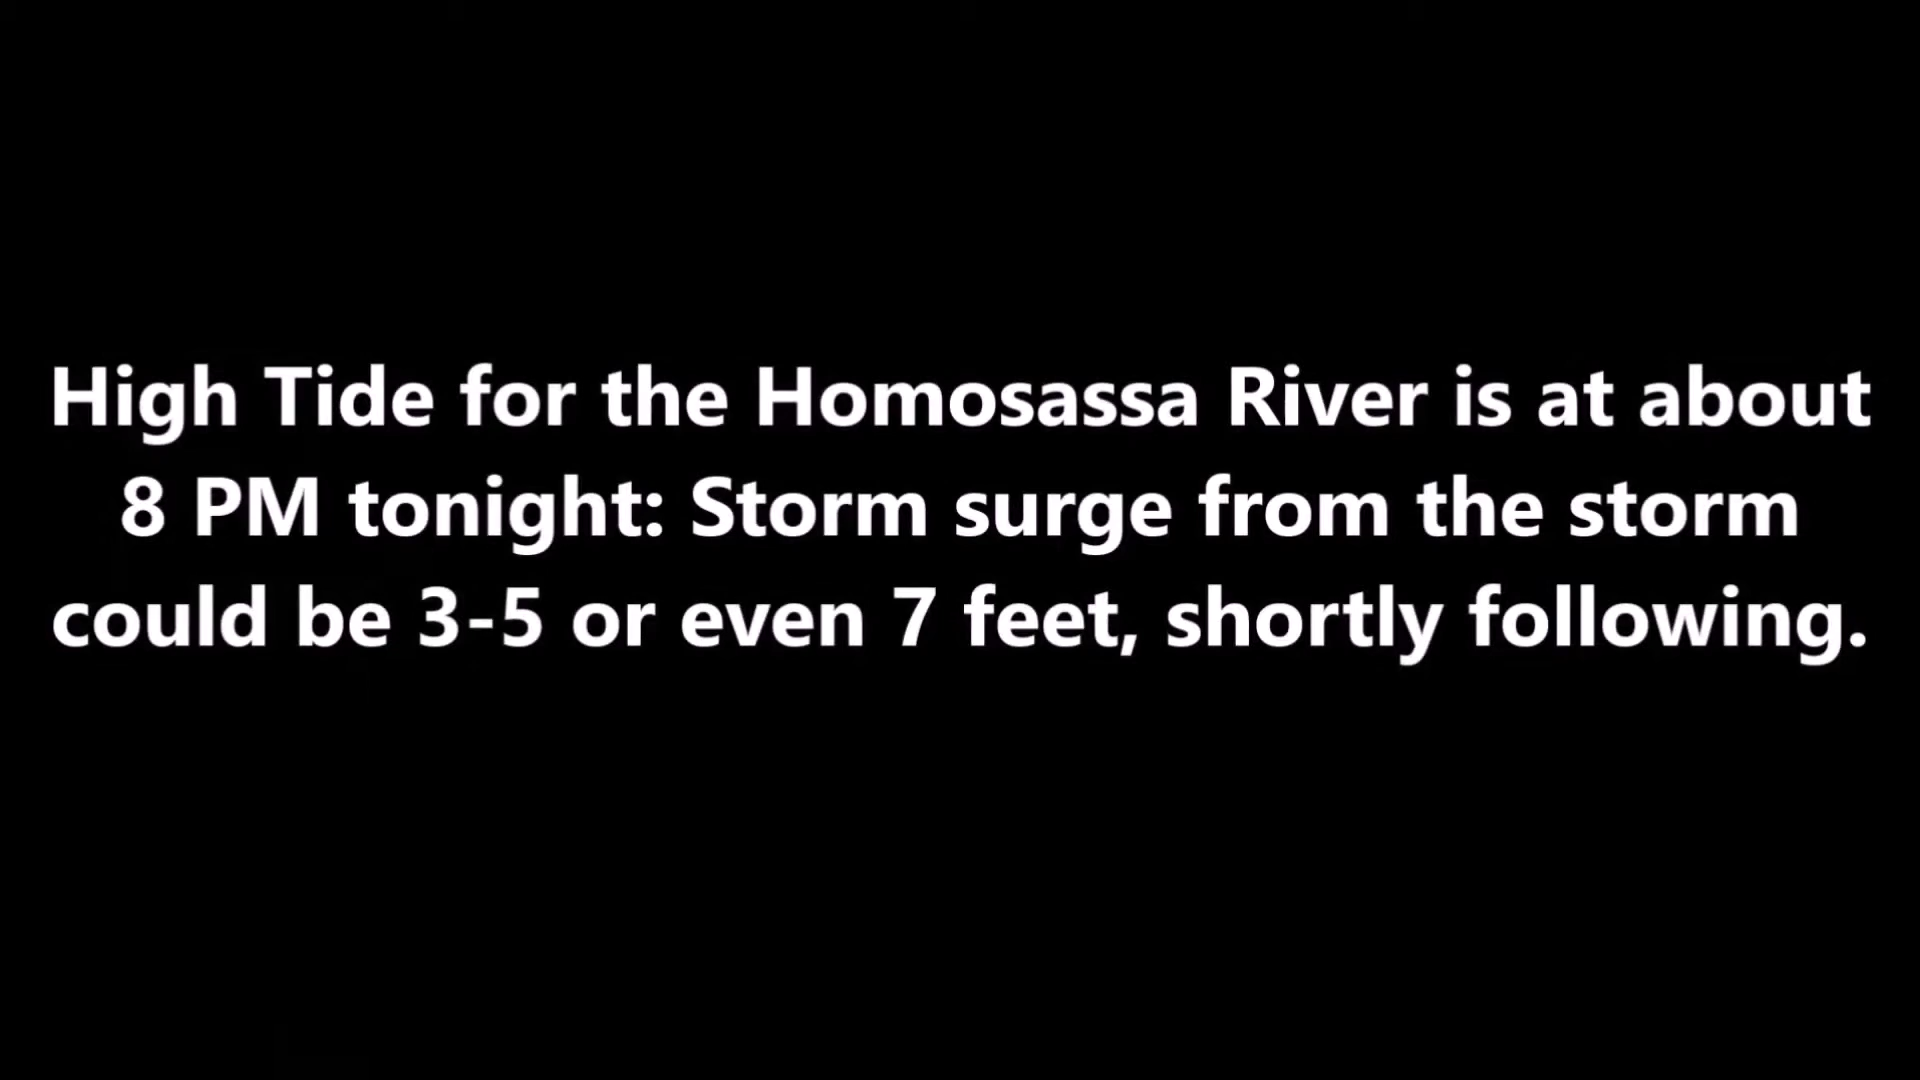 High Tide for the Homosassa River is at about
8 PM tonight: Storm surge from the storm
could be 3-5 or even 7 feet, shortly following.